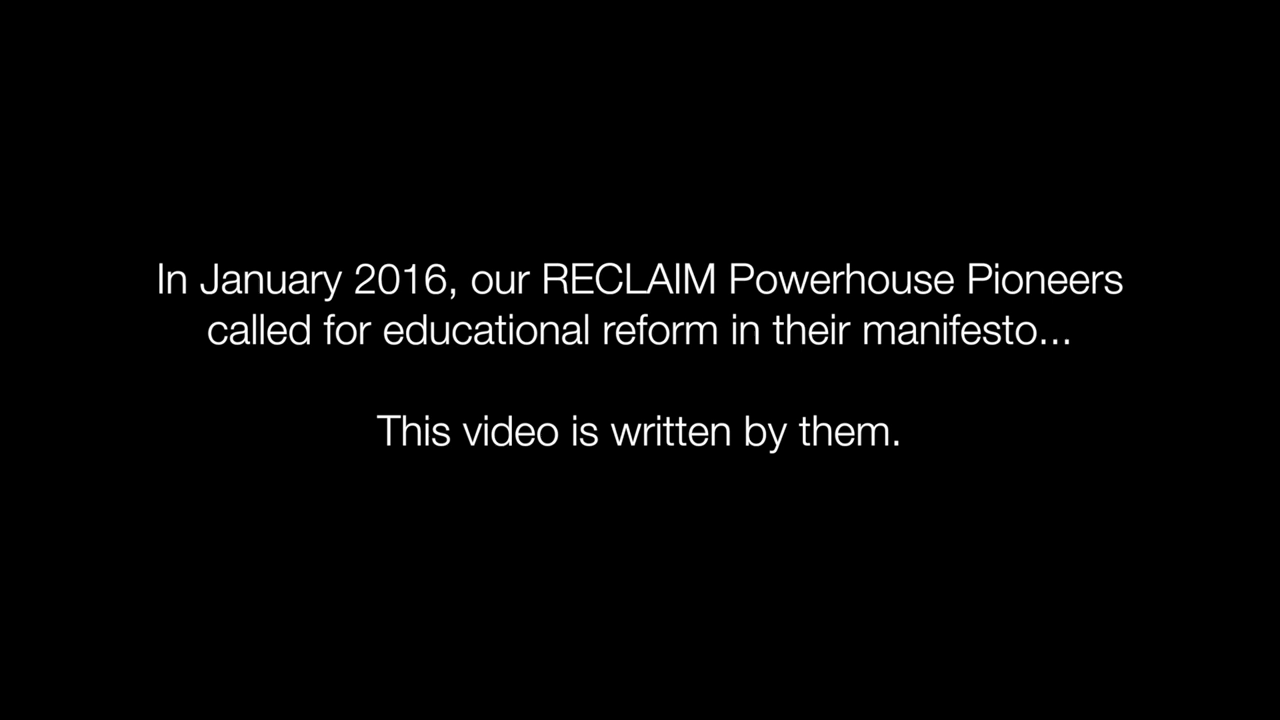 In January 2016, our RECLAIM Powerhouse Pioneers
called for educational reform in their manifesto...
This video is written by them.